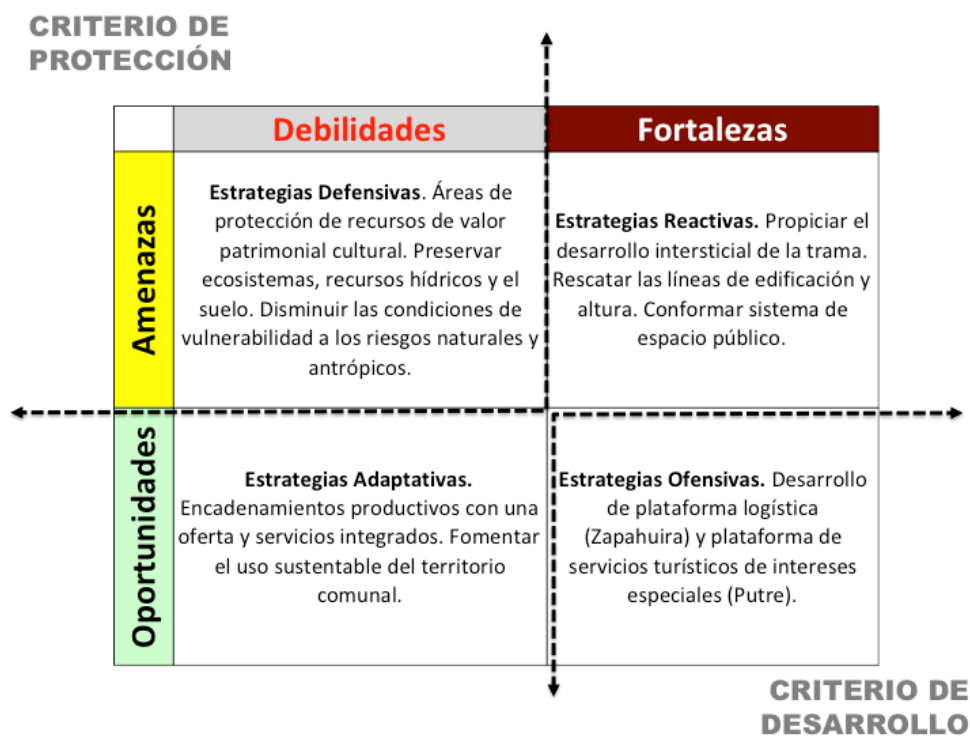 CRITERIO DE
PROTECCIÓN
Debilidades
Fortalezas
Amenazas
Estrategias Defensivas. Áreas de
protección de recursos de valor
patrimonial cultural. Preservar
ecosistemas, recursos hídricos y el
suelo. Disminuir las condiciones de
vulnerabilidad a los riesgos naturales y
antrópicos.
Estrategias Reactivas. Propiciar el
desarrollo intersticial de la trama.
Rescatar las líneas de edificación y
altura. Conformar sistema de
espacio público.
Oportunidades
Estrategias Adaptativas.
Encadenamientos productivos con una
oferta y servicios integrados. Fomentar
el uso sustentable del territorio
comunal.
Estrategias Ofensivas. Desarrollo
de plataforma logística
(Zapahuira) y plataforma de
servicios turísticos de intereses
especiales (Putre).
CRITERIO DE
DESARROLLO